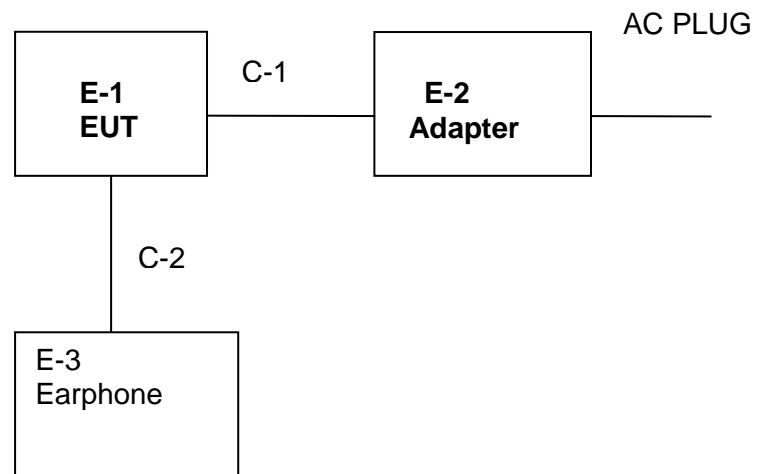 AC PLUG
C-1
E-1
EUT
E-2
Adapter
C-2
E-3
Earphone